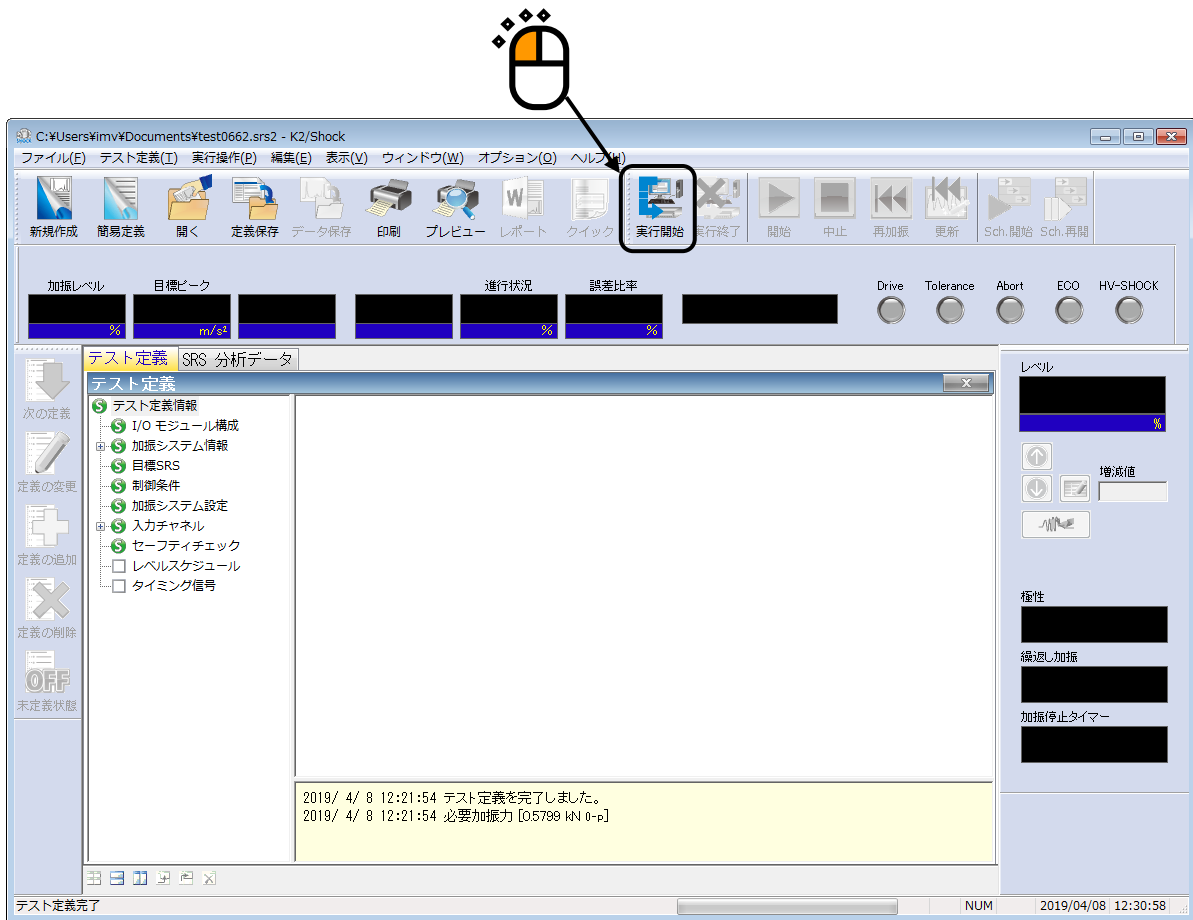 C:¥Users¥imv¥Documents¥test0662.srs2 - K2/Shock
ファイル(F) テスト定義(T) 実行操作(P) 編集(E) 表示(V) ウィンドウ(W) オプション(O) ヘルプ(H)
新規作成 簡易定義 開く 定義保存 データ保存 印刷 プレビュー レポート クイック 実行開始 実行終了 開始 中止 再加振 更新 Sch.開始 Sch.再開
加振レベル 目標ピーク 進行状況 誤差比率 Drive Tolerance Abort ECO HV-SHOCK
% m/s² % %
テスト定義 SRS 分析データ
テスト定義
次の定義
定義の変更
定義の追加
定義の削除
OFF
未定義状態
テスト定義情報
I/O モジュール構成
加振システム情報
目標SRS
制御条件
加振システム設定
入力チャネル
セーフティチェック
レベルスケジュール
タイミング信号
2019/ 4/ 8 12:21:54 テスト定義を完了しました。
2019/ 4/ 8 12:21:54 必要加振力 [0.5799 kN 0-p]
レベル
%
増減値
極性
繰返し加振
加振停止タイマー
テスト定義完了 NUM 2019/04/08 12:30:58